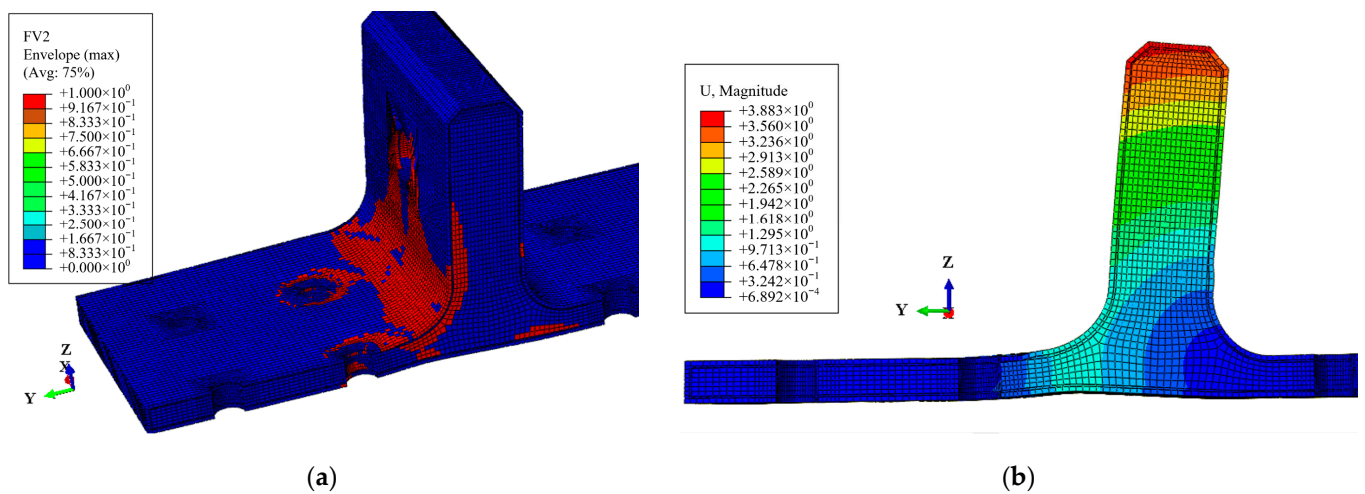 FV2
Envelope (max)
(Avg: 75%)
+1.000×10⁰
+9.167×10⁻¹
+8.333×10⁻¹
+7.500×10⁻¹
+6.667×10⁻¹
+5.833×10⁻¹
+5.000×10⁻¹
+4.167×10⁻¹
+3.333×10⁻¹
+2.500×10⁻¹
+1.667×10⁻¹
+8.333×10⁻¹
+0.000×10⁰
Z
X
Y
(a)
U, Magnitude
+3.883×10⁰
+3.560×10⁰
+3.236×10⁰
+2.913×10⁰
+2.589×10⁰
+2.265×10⁰
+1.942×10⁰
+1.618×10⁰
+1.295×10⁰
+9.713×10⁻¹
+6.478×10⁻¹
+3.242×10⁻¹
+6.892×10⁻⁴
Z
Y
(b)